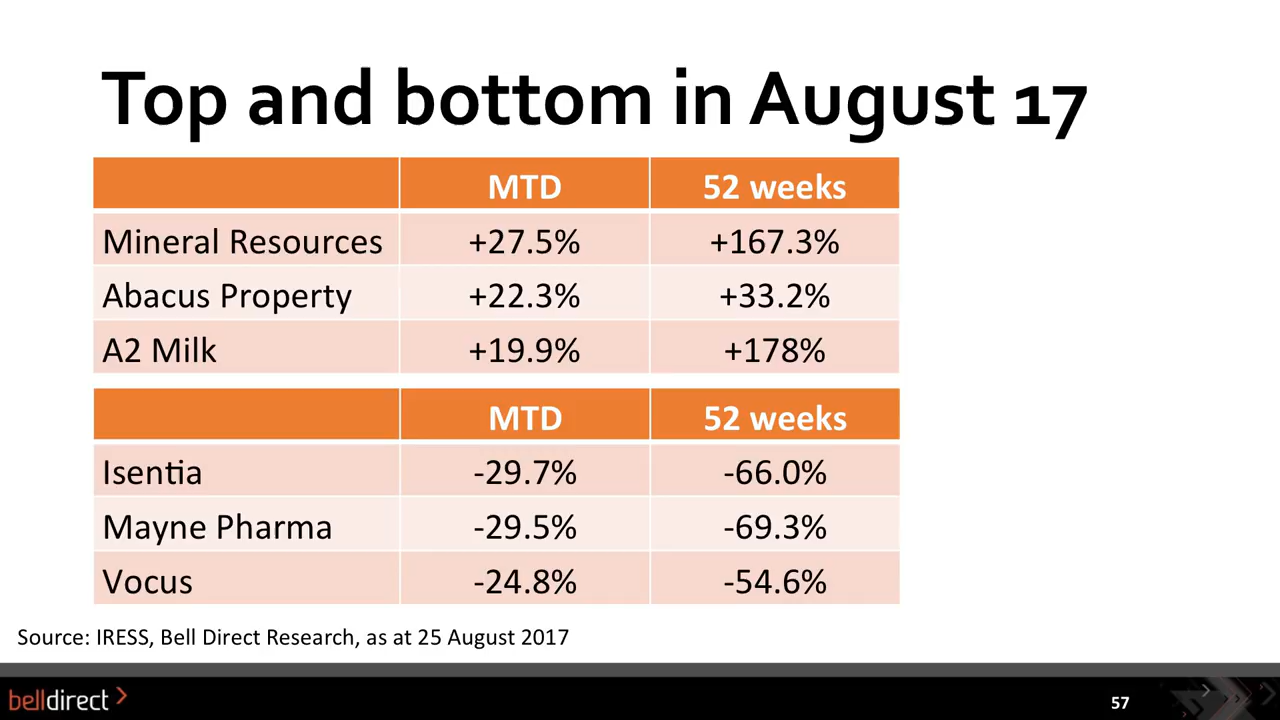 Top and bottom in August 17
MTD 52 weeks
Mineral Resources +27.5% +167.3%
Abacus Property +22.3% +33.2%
A2 Milk +19.9% +178%
MTD 52 weeks
Isentia -29.7% -66.0%
Mayne Pharma -29.5% -69.3%
Vocus -24.8% -54.6%
Source: IRESS, Bell Direct Research, as at 25 August 2017
belldirect
57